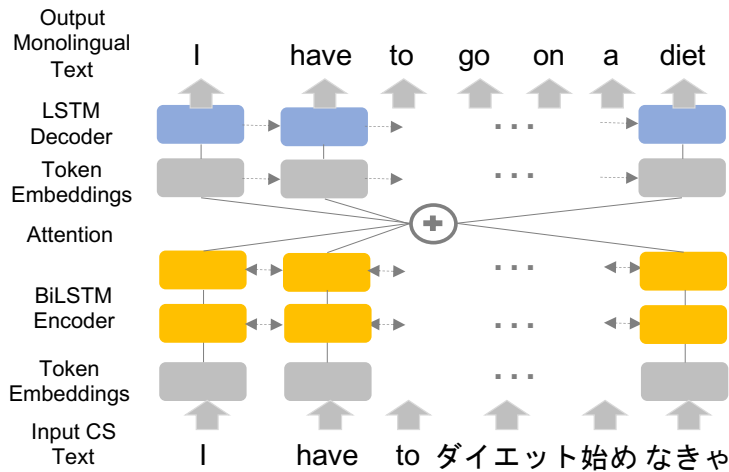 Output
Monolingual
Text
I have to go on a diet
LSTM
Decoder
...
Token
Embeddings
...
Attention
BiLSTM
Encoder
...
...
Token
Embeddings
...
Input CS
Text
I have to ダイエット始め なきゃ